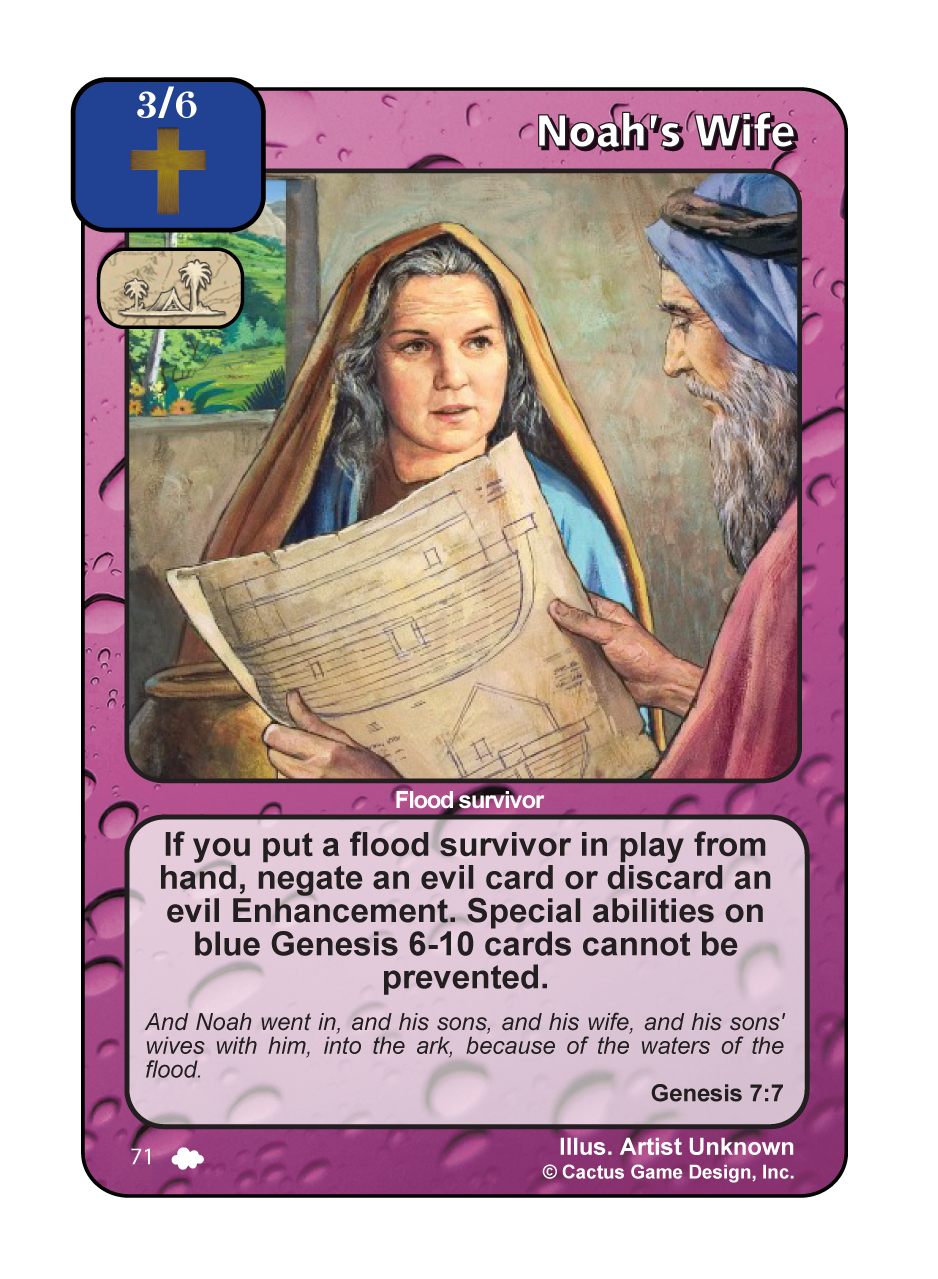 3/6
Noah's Wife
Flood survivor
If you put a flood survivor in play from
hand, negate an evil card or discard an
evil Enhancement. Special abilities on
blue Genesis 6-10 cards cannot be
prevented.
And Noah went in, and his sons, and his wife, and his sons'
wives with him, into the ark, because of the waters of the
flood.
Genesis 7:7
71
Illus. Artist Unknown
© Cactus Game Design, Inc.